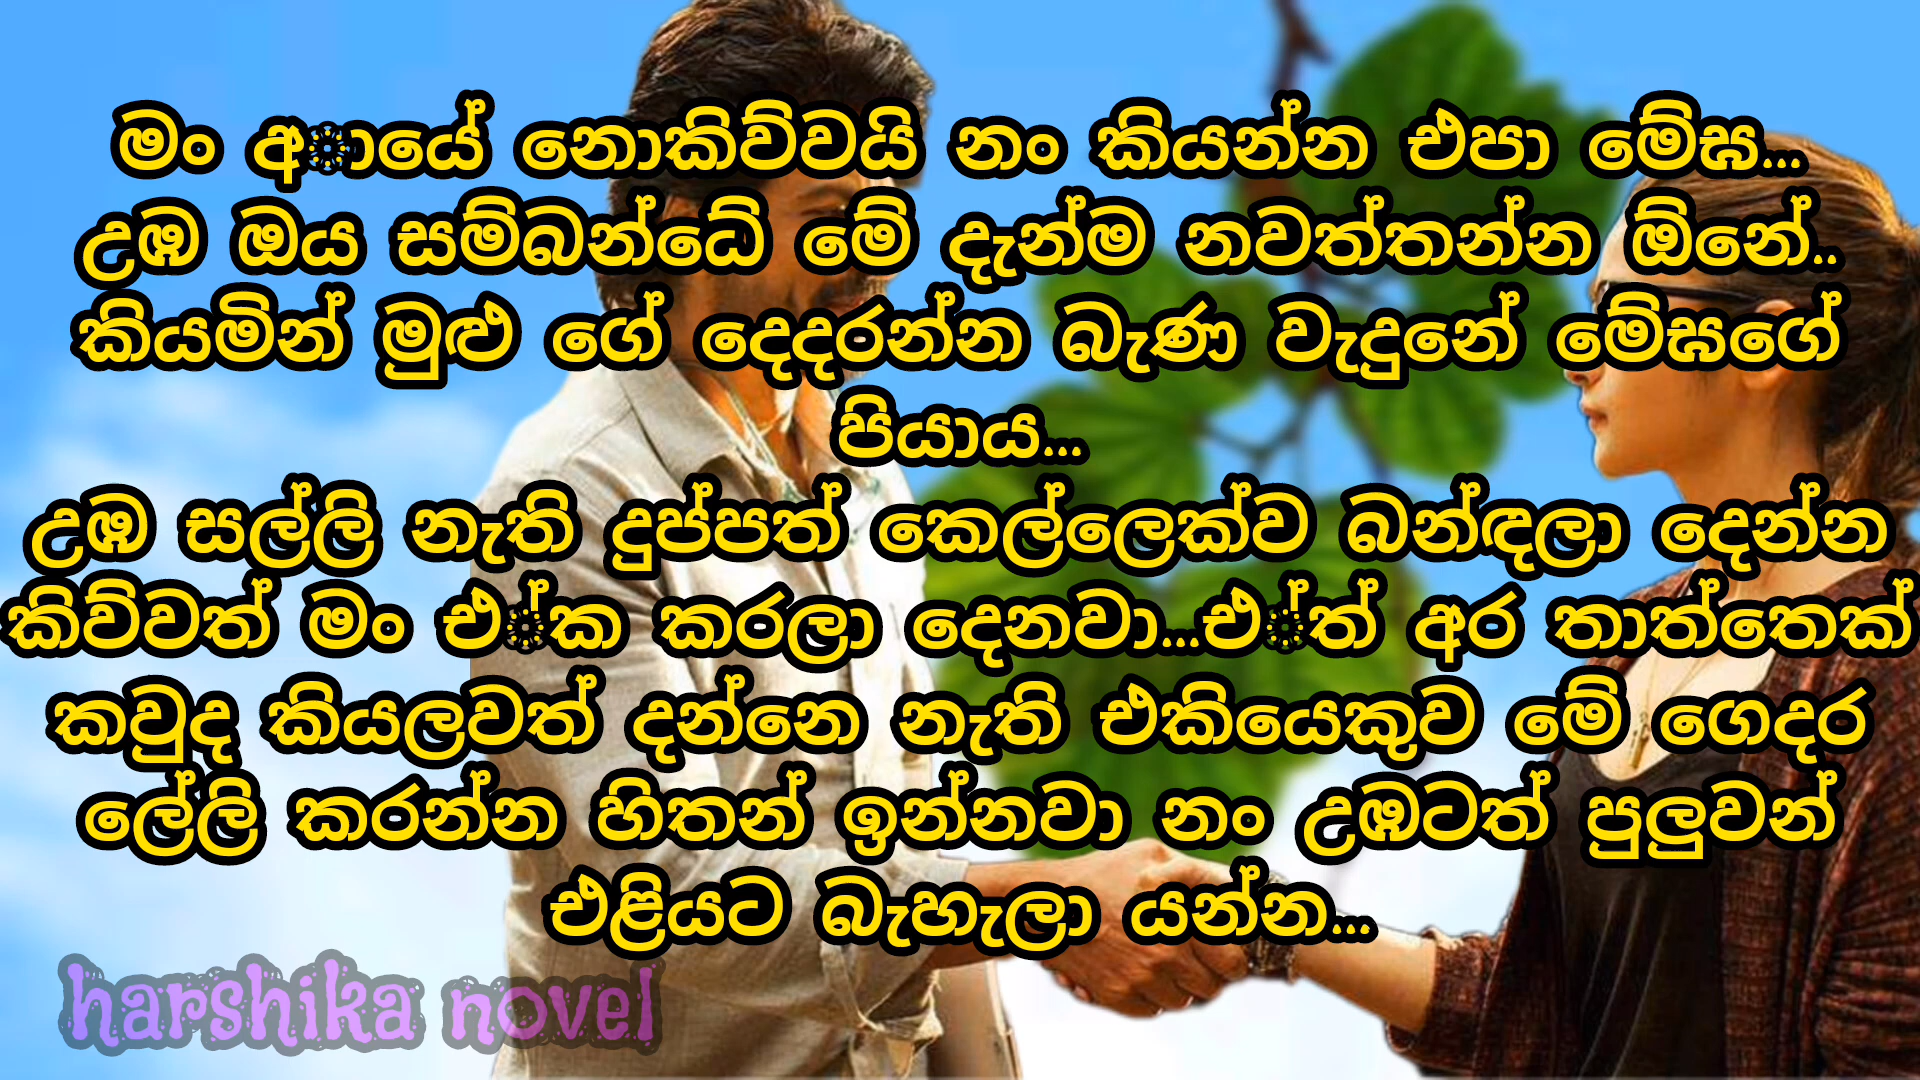 මං අාායේ නොකිව්වයි නං කියන්න එපා මේඝ...
උඹ ඔය සම්බන්ධේ මේ දැන්ම නවත්තන්න ඕනේ..
කියමින් මුළු ගේ දෙදරන්න බැණ වැදුනේ මේඝගේ
පියාය...
උඹ සල්ලි නැති දුප්පත් කෙල්ලෙක්ව බන්ඳලා දෙන්න
කිව්වත් මං එ්ක කරලා දෙනවා...එ්ත් අර තාත්තෙක්
කවුද කියලවත් දන්නෙ නැති එකියෙකුව මේ ගෙදර
ලේලි කරන්න හිතන් ඉන්නවා නං උඹටත් පුලුවන්
එළියට බැහැලා යන්න...
harshika novel